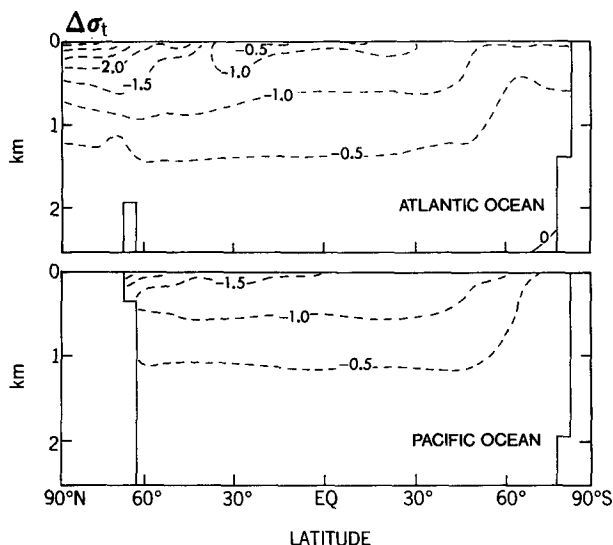 Δσt
0
-0.5
2.0
-1.0
-1.5
-1.0
km
1
-0.5
2
ATLANTIC OCEAN
0
0
-1.5
-1.0
km
1
-0.5
2
PACIFIC OCEAN
90°N 60° 30° EQ 30° 60° 90°S
LATITUDE